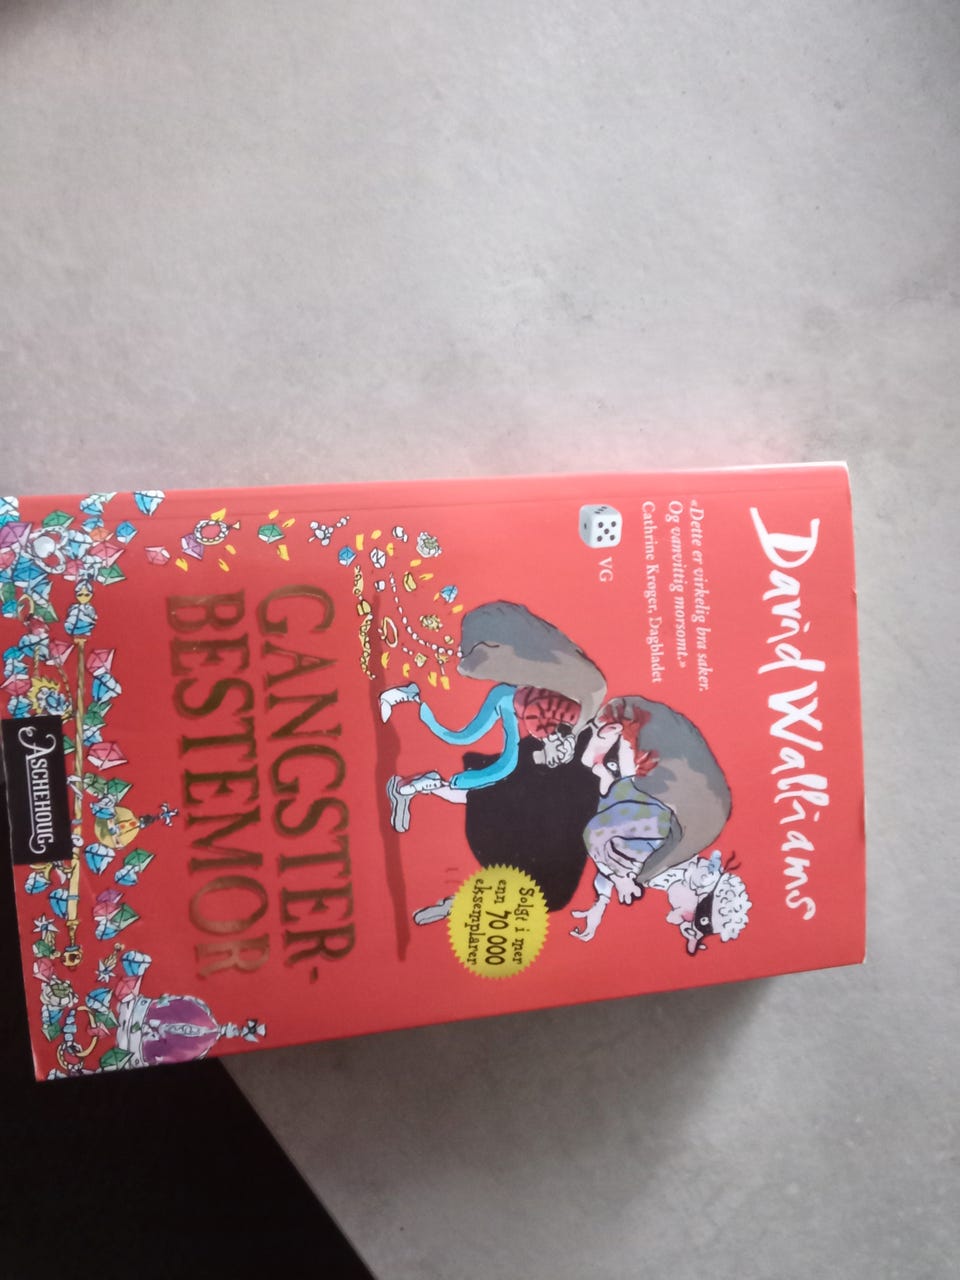 David Walliams
«Dette er virkelig bra saker.
Og vanvittig morsomt.»
Cathrine Krøger, Dagbladet
VG
Solgt i mer
enn 70 000
eksemplarer
GANGSTER-
BESTEMOR
ASCHEHOUG